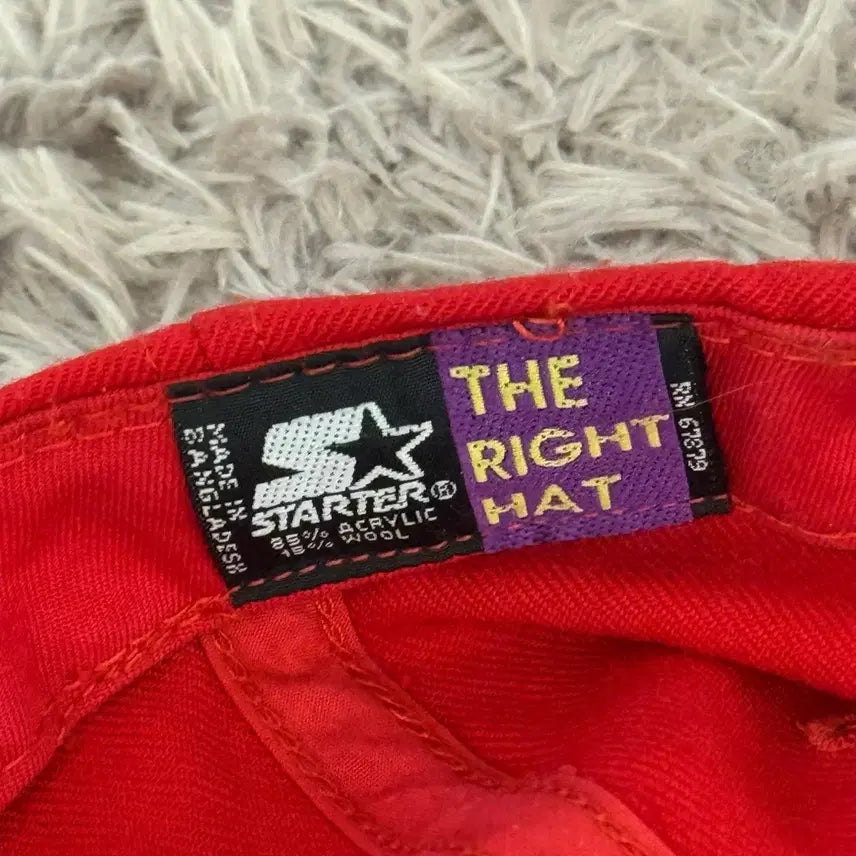 MADE IN
BANGLADESH
STARTER®
85% ACRYLIC
15% WOOL
THE
RIGHT
HAT
RN 67879